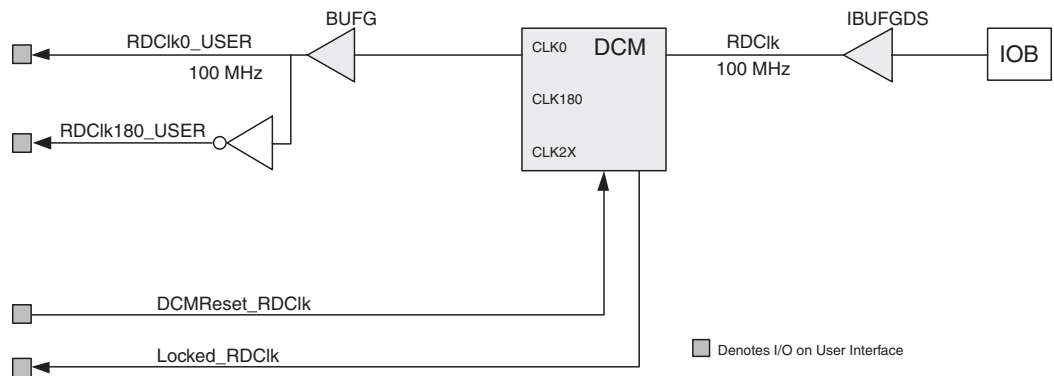 BUFG
IBUFGDS
RDClk0_USER
100 MHz
CLK0
DCM
RDClk
100 MHz
IOB
CLK180
RDClk180_USER
CLK2X
DCMReset_RDClk
Locked_RDClk
Denotes I/O on User Interface